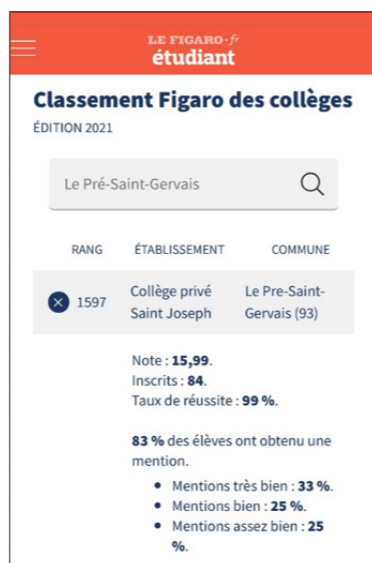 LE FIGARO·fr
étudiant
Classement Figaro des collèges
ÉDITION 2021
Le Pré-Saint-Gervais
RANG ÉTABLISSEMENT COMMUNE
1597 Collège privé Le Pre-Saint-
Saint Joseph Gervais (93)
Note : 15,99.
Inscrits : 84.
Taux de réussite : 99 %.
83 % des élèves ont obtenu une
mention.
• Mentions très bien : 33 %.
• Mentions bien : 25 %.
• Mentions assez bien : 25
%.